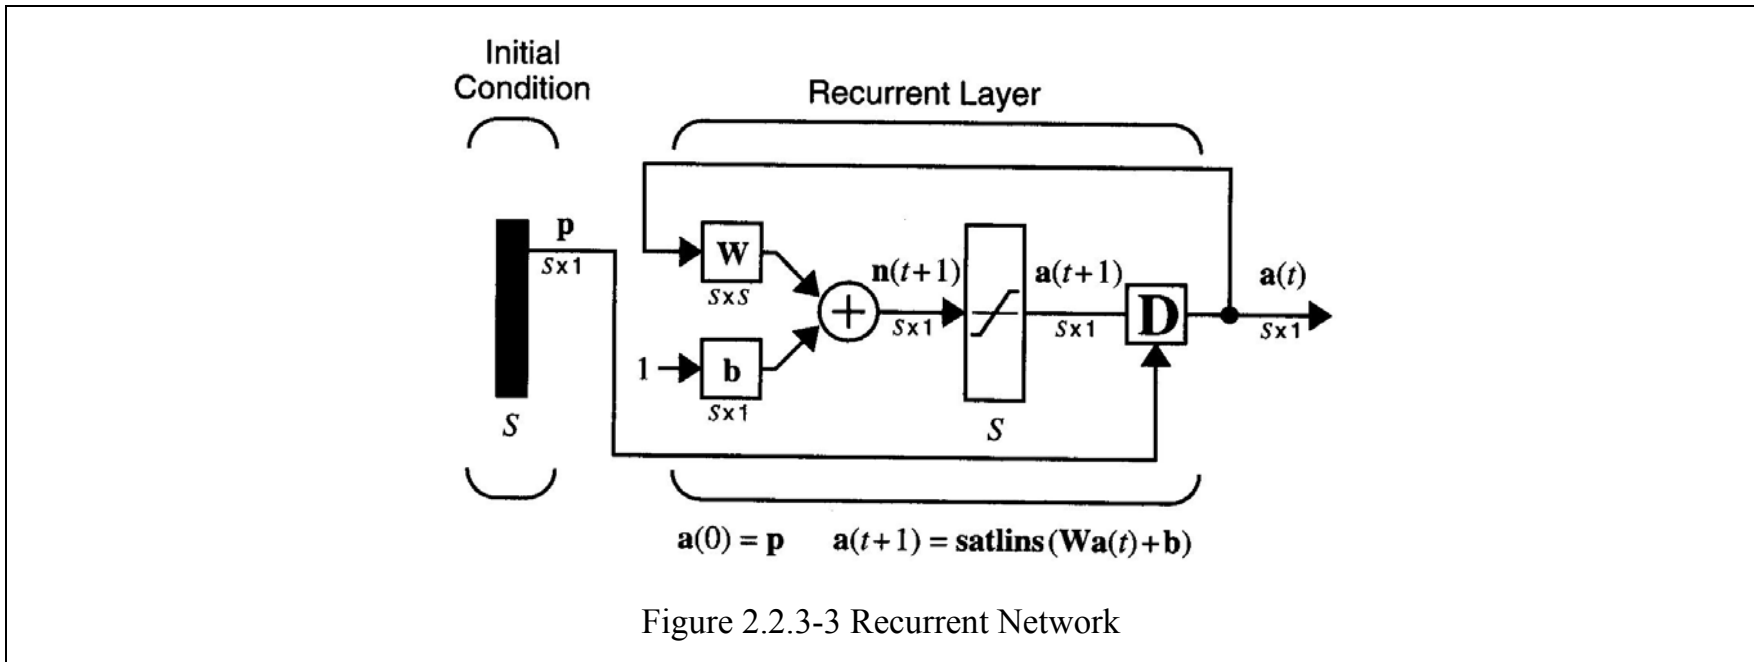 Initial
Condition
Recurrent Layer
p
S x 1
W
S x S
1
b
S x 1
n(t+1)
S x 1
a(t+1)
S x 1
D
a(t)
S x 1
S
S
a(0) = p a(t+1) = satlins(Wa(t)+b)
Figure 2.2.3-3 Recurrent Network